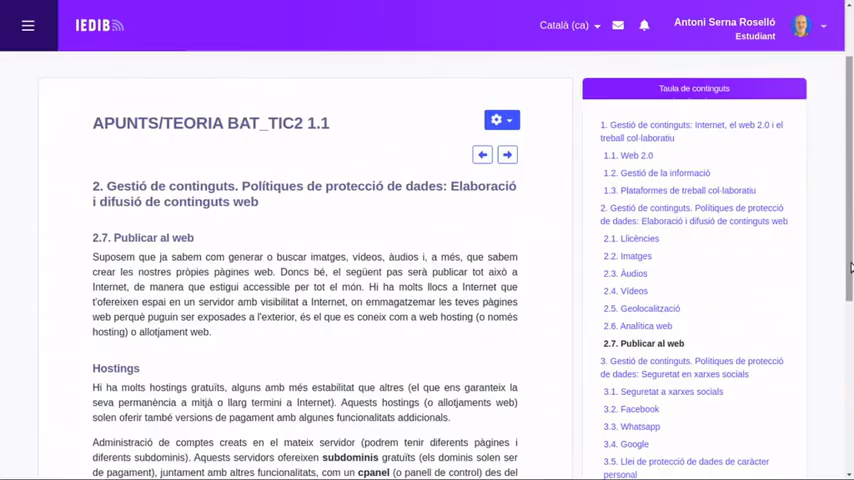 IEDIB
Català (ca)
Antoni Serna Roselló
Estudiant
APUNTS/TEORIA BAT_TIC2 1.1
2. Gestió de continguts. Polítiques de protecció de dades: Elaboració
i difusió de continguts web
2.7. Publicar al web
Suposem que ja sabem com generar o buscar imatges, vídeos, àudios i, a més, que sabem
crear les nostres pròpies pàgines web. Doncs bé, el següent pas serà publicar tot això a
Internet, de manera que estigui accessible per tot el món. Hi ha molts llocs a Internet que
t'ofereixen espai en un servidor amb visibilitat a Internet, on emmagatzemar les teves pàgines
web perquè puguin ser exposades a l'exterior, és el que es coneix com a web hosting (o només
hosting) o allotjament web.
Hostings
Hi ha molts hostings gratuïts, alguns amb més estabilitat que altres (el que ens garanteix la
seva permanència a mitjà o llarg termini a Internet). Aquests hostings (o allotjaments web)
solen oferir també versions de pagament amb algunes funcionalitats addicionals.
Administració de comptes creats en el mateix servidor (podrem tenir diferents pàgines i
diferents subdominis). Aquests servidors ofereixen subdominis gratuïts (els dominis solen ser
de pagament), juntament amb altres funcionalitats, com un cpanel (o panell de control) des del
Taula de continguts
1. Gestió de continguts: Internet, el web 2.0 i el
treball col·laboratiu
1.1. Web 2.0
1.2. Gestió de la informació
1.3. Plataformes de treball col·laboratiu
2. Gestió de continguts. Polítiques de protecció
de dades: Elaboració i difusió de continguts web
2.1. Llicències
2.2. Imatges
2.3. Àudios
2.4. Vídeos
2.5. Geolocalització
2.6. Analítica web
2.7. Publicar al web
3. Gestió de continguts. Polítiques de protecció
de dades: Seguretat en xarxes socials
3.1. Seguretat a xarxes socials
3.2. Facebook
3.3. Whatsapp
3.4. Google
3.5. Llei de protecció de dades de caràcter
personal